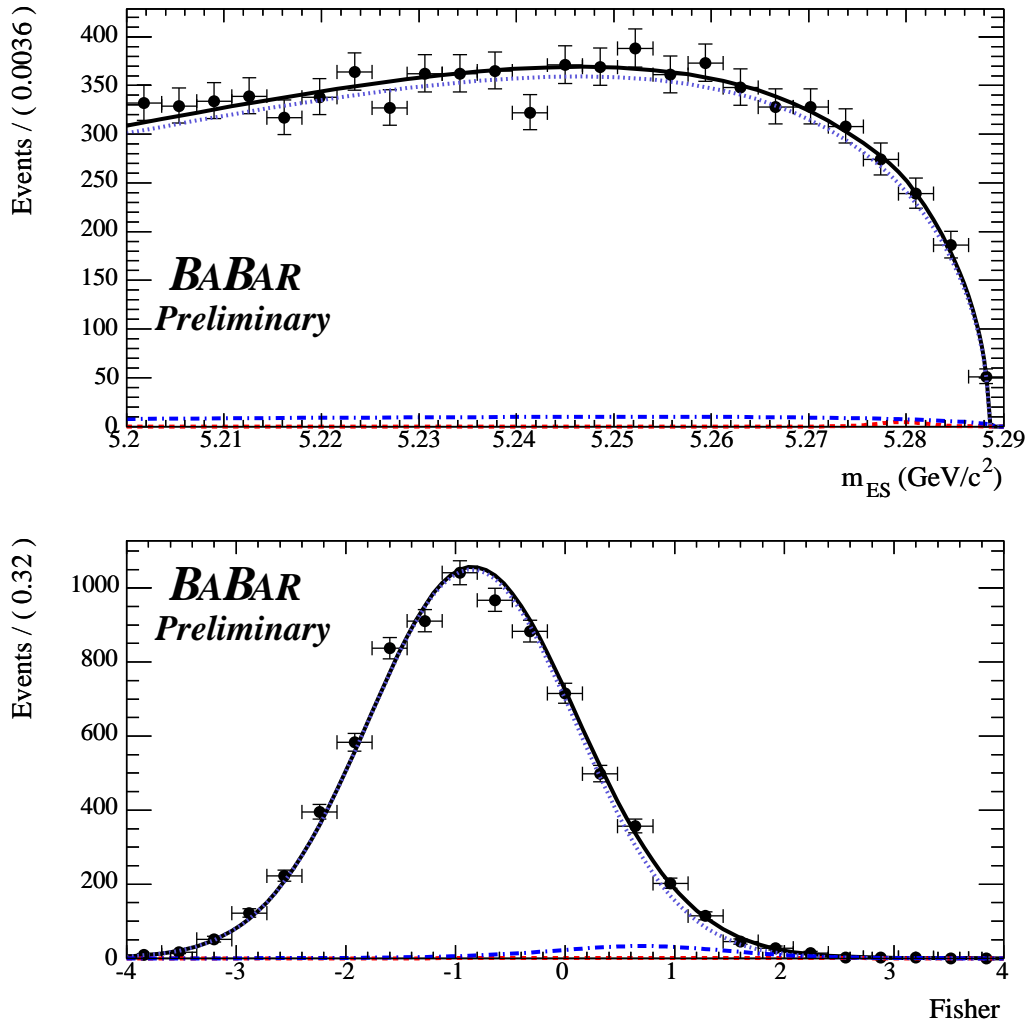 Events / ( 0.0036 )
400
350
300
250
200
150
100
50
0
BABAR
Preliminary
5.2 5.21 5.22 5.23 5.24 5.25 5.26 5.27 5.28 5.29
m_ES (GeV/c²)
Events / ( 0.32 )
1000
800
600
400
200
0
BABAR
Preliminary
-4 -3 -2 -1 0 1 2 3 4
Fisher